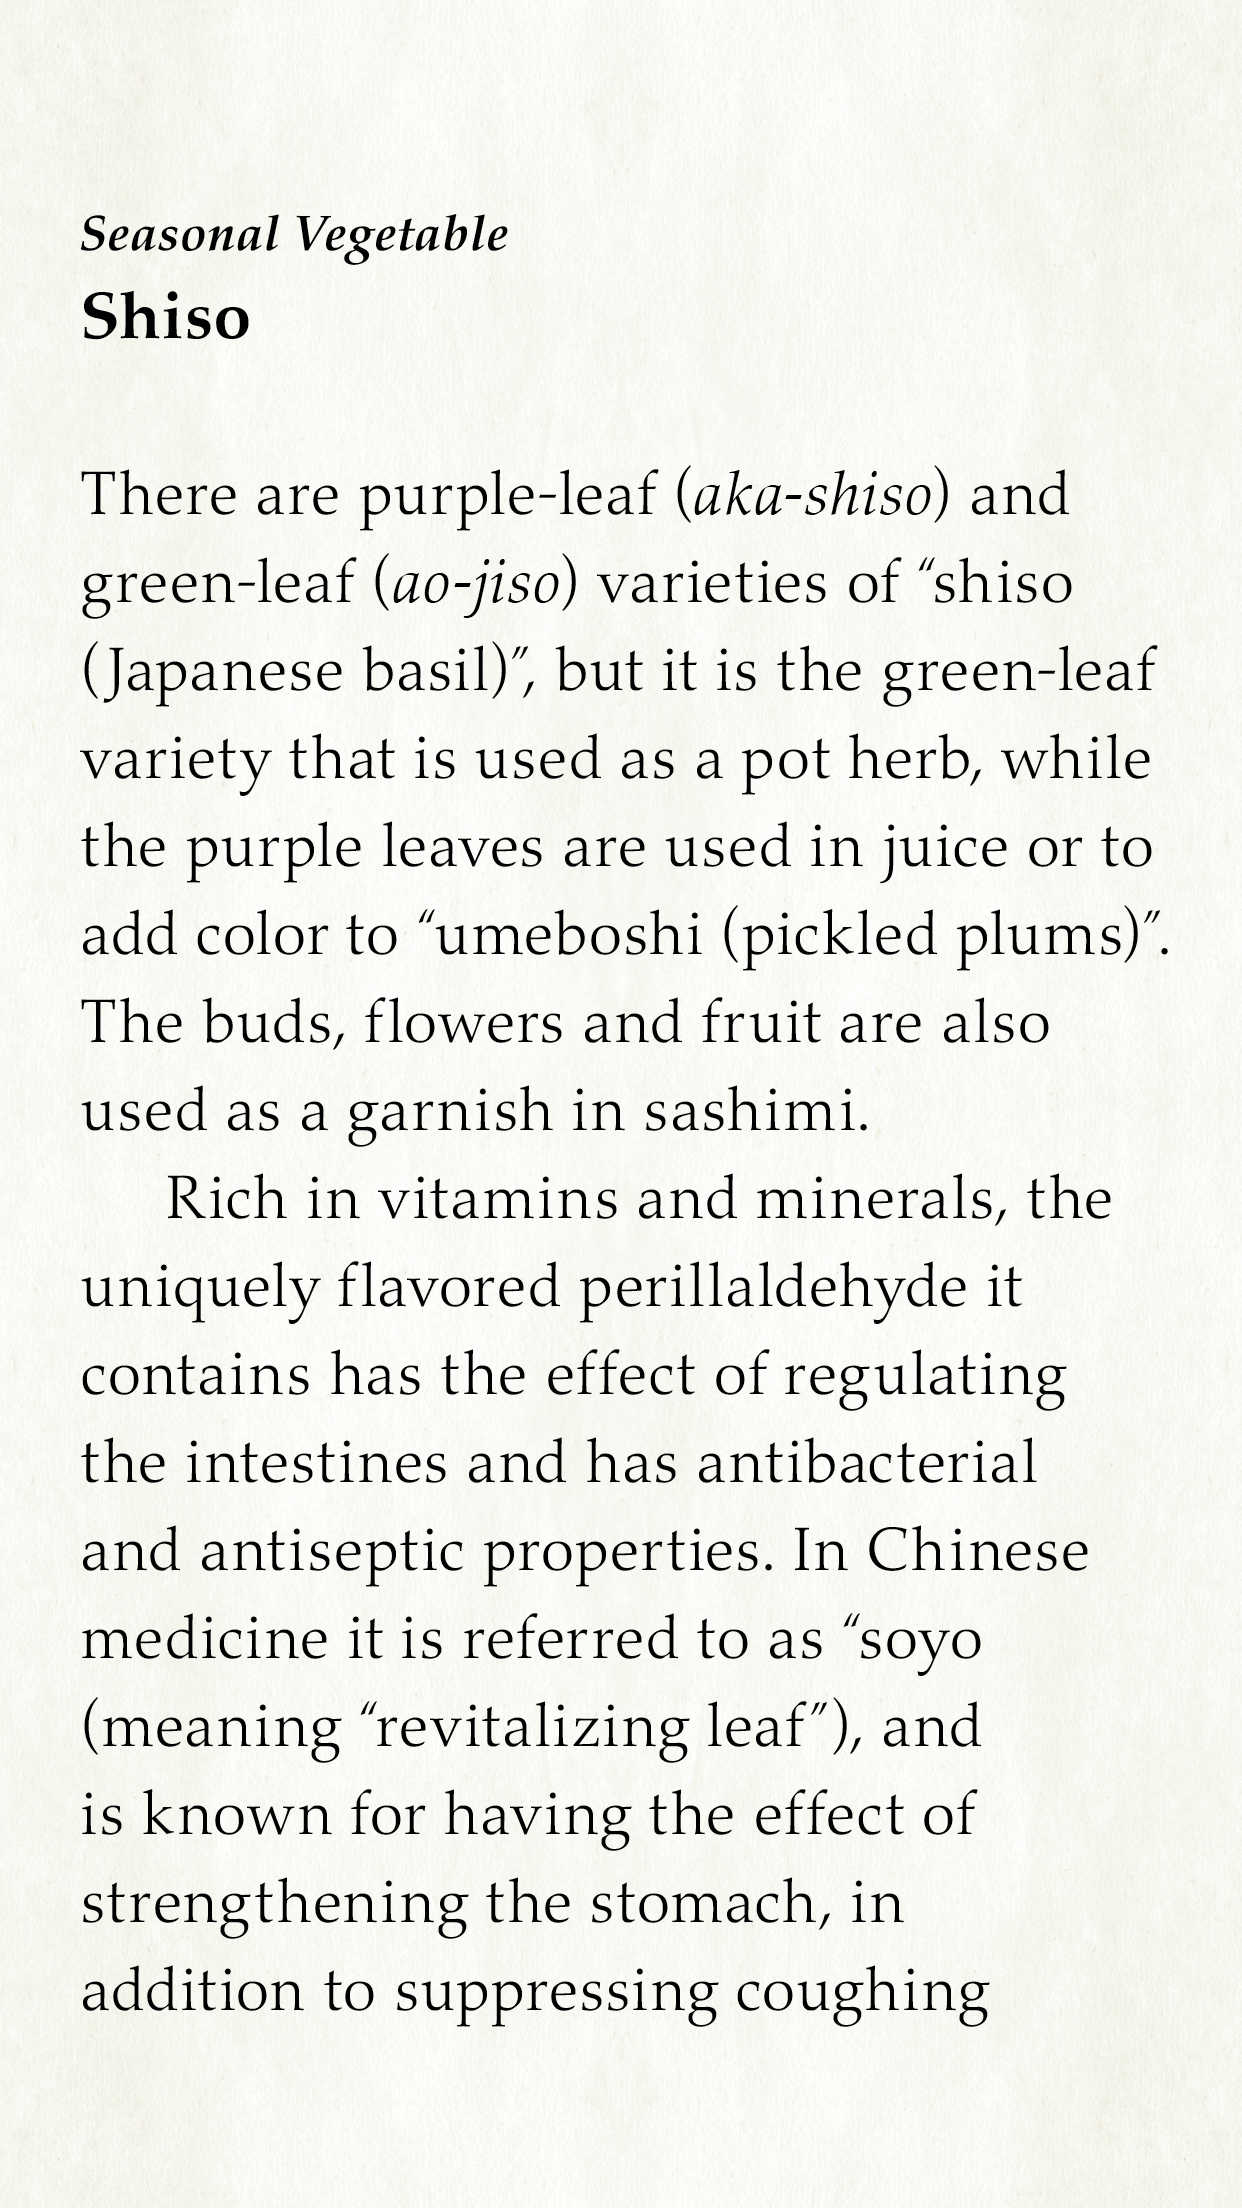 Seasonal Vegetable
Shiso
There are purple-leaf (aka-shiso) and
green-leaf (ao-jiso) varieties of “shiso
(Japanese basil)”, but it is the green-leaf
variety that is used as a pot herb, while
the purple leaves are used in juice or to
add color to “umeboshi (pickled plums)”.
The buds, flowers and fruit are also
used as a garnish in sashimi.
Rich in vitamins and minerals, the
uniquely flavored perillaldehyde it
contains has the effect of regulating
the intestines and has antibacterial
and antiseptic properties. In Chinese
medicine it is referred to as “soyo
(meaning “revitalizing leaf”), and
is known for having the effect of
strengthening the stomach, in
addition to suppressing coughing